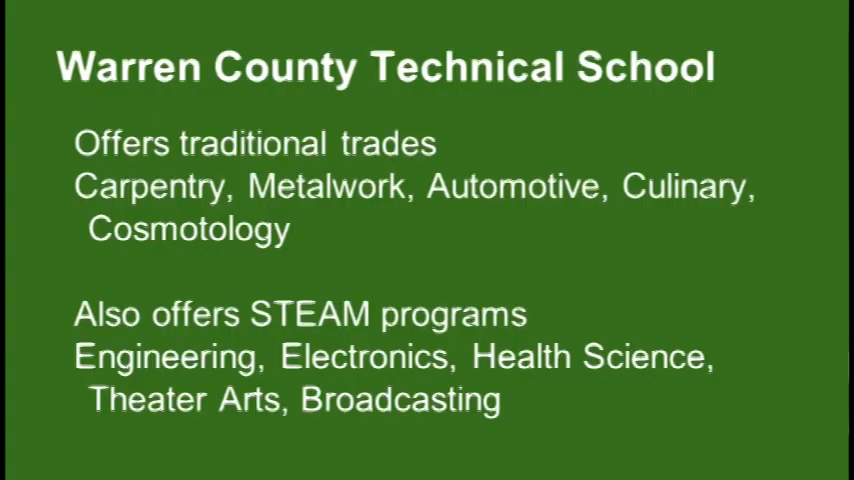 Warren County Technical School
Offers traditional trades
Carpentry, Metalwork, Automotive, Culinary,
Cosmotology
Also offers STEAM programs
Engineering, Electronics, Health Science,
Theater Arts, Broadcasting